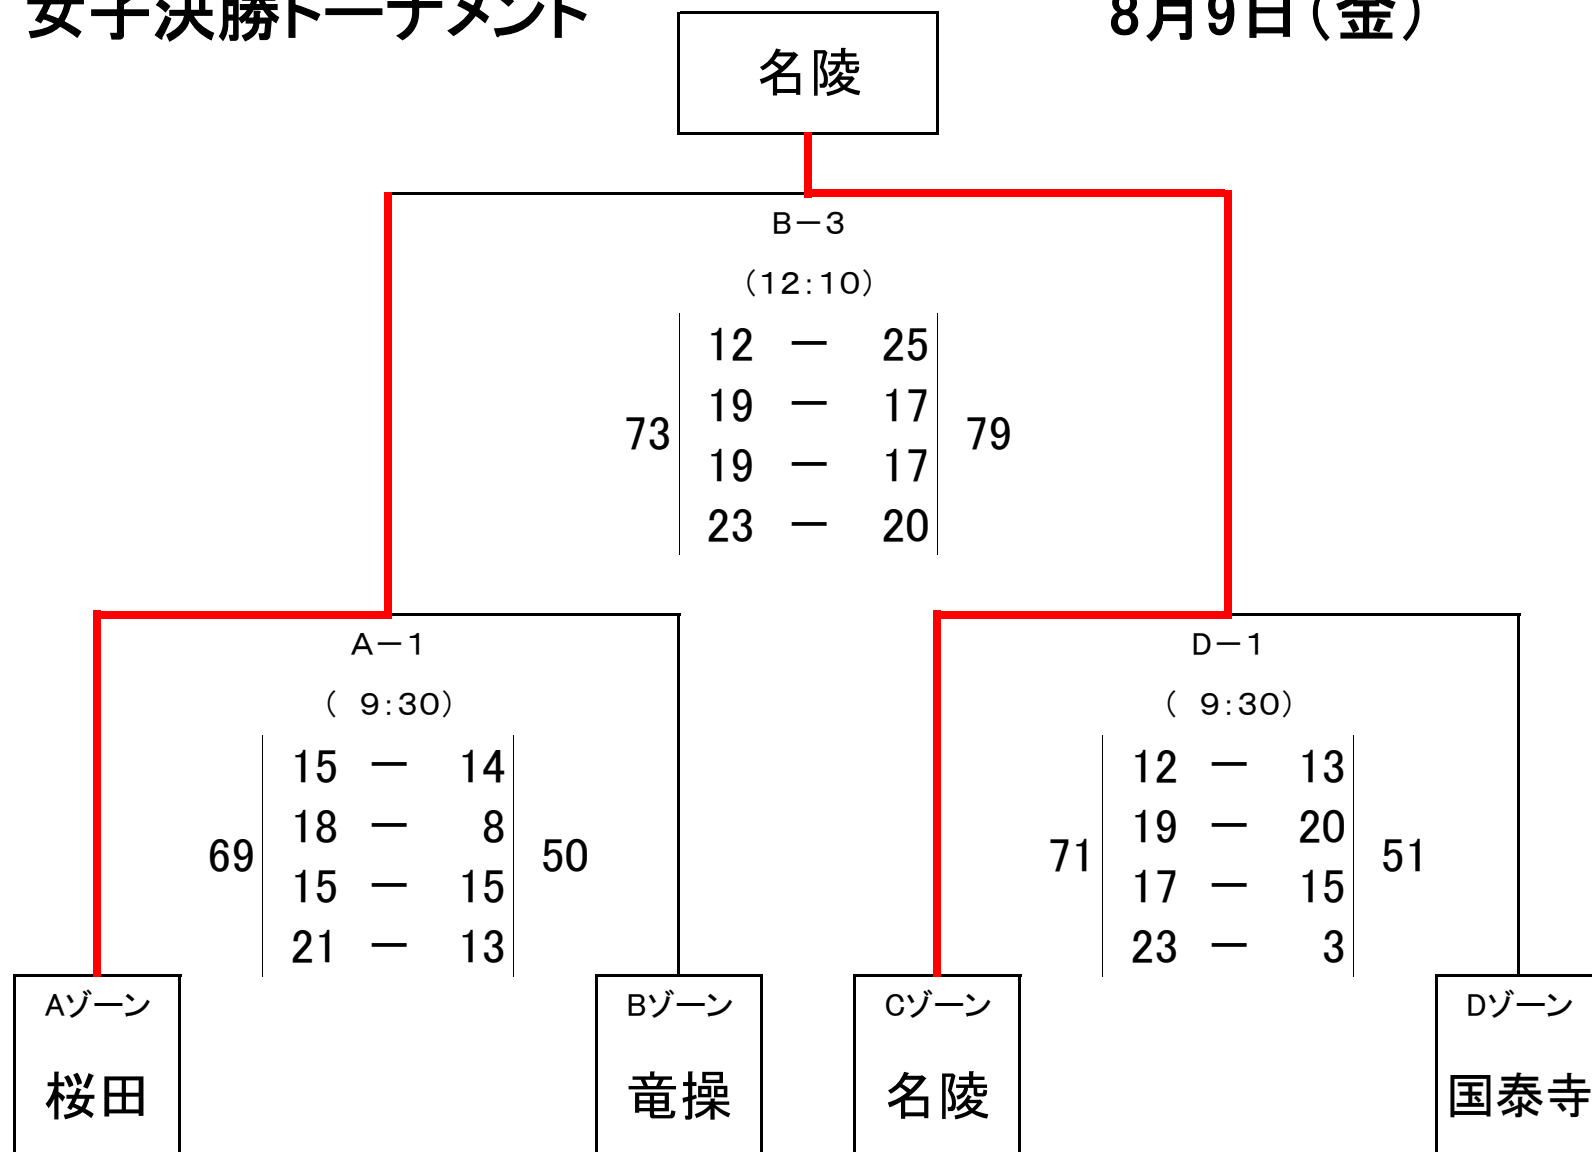 女子決勝トーナメント 8月9日（金）
名陵
B－3
（12：10）
12 － 25
19 － 17
73 79
19 － 17
23 － 20
A－1 D－1
（ 9：30） （ 9：30）
15 － 14 12 － 13
18 － 8 19 － 20
69 50 71 51
15 － 15 17 － 15
21 － 13 23 － 3
Aゾーン Bゾーン Cゾーン Dゾーン
桜田 竜操 名陵 国泰寺